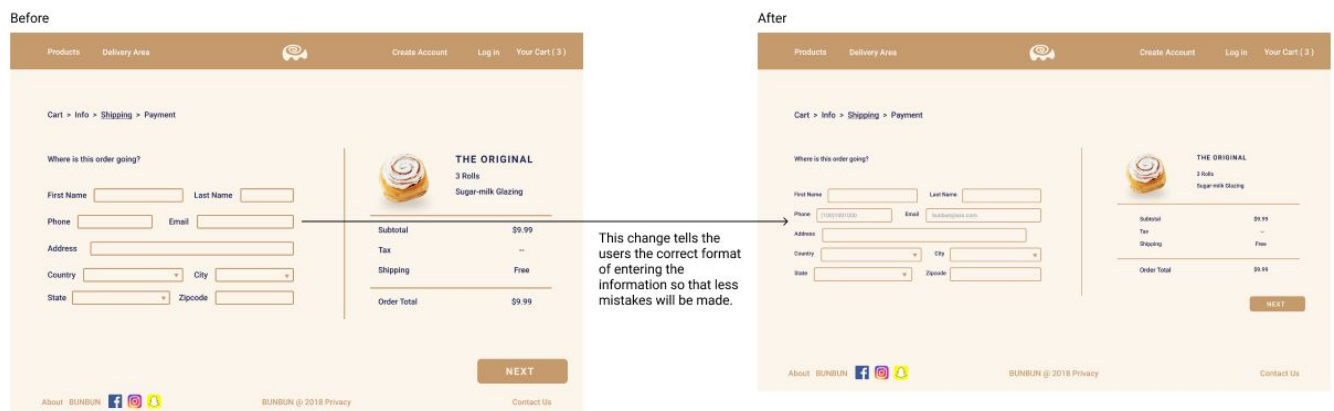 Before
Products Delivery Area Create Account Log in Your Cart ( 3 )
Cart > Info > Shipping > Payment
Where is this order going?
First Name Last Name
Phone Email
Address
Country City
State Zipcode
THE ORIGINAL
3 Rolls
Sugar-milk Glazing
Subtotal $9.99
Tax --
Shipping Free
Order Total $9.99
NEXT
About BUNBUN BUNBUN @ 2018 Privacy Contact Us
This change tells the
users the correct format
of entering the
information so that less
mistakes will be made.
After
Products Delivery Area Create Account Log in Your Cart ( 3 )
Cart > Info > Shipping > Payment
Where is this order going?
First Name Last Name
Phone Email
Address
Country City
State Zipcode
THE ORIGINAL
3 Rolls
Sugar-milk Glazing
Subtotal $9.99
Tax --
Shipping Free
Order Total $9.99
NEXT
About BUNBUN BUNBUN @ 2018 Privacy Contact Us